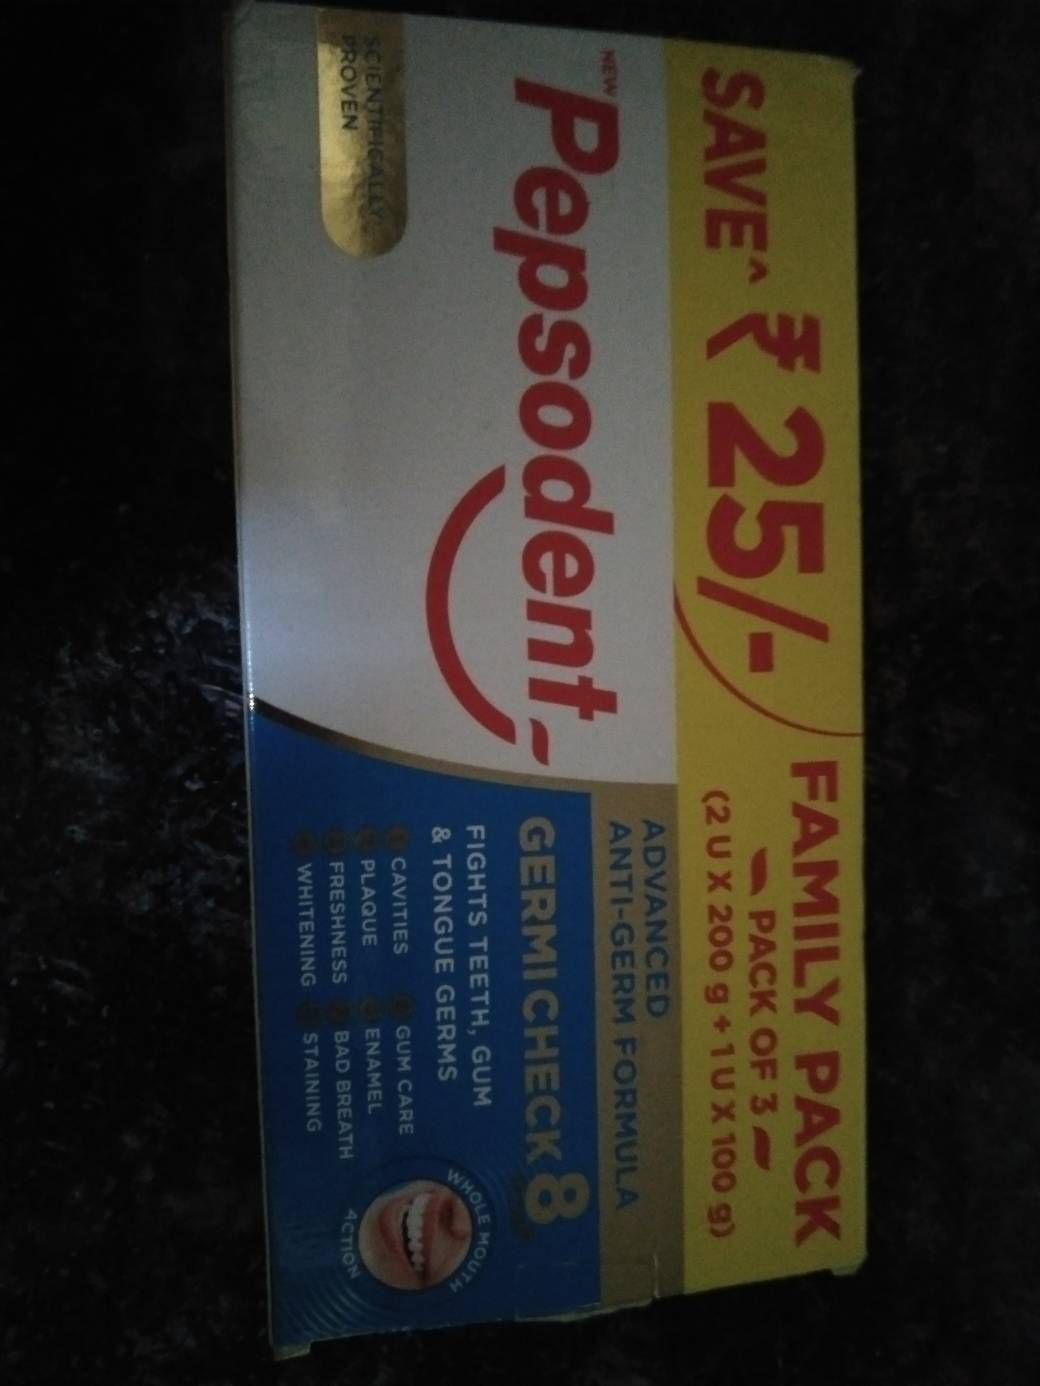 SAVE^ ₹ 25/-
FAMILY PACK
PACK OF 3
(2 U X 200 g + 1 U X 100 g)
NEW
Pepsodent
SCIENTIFICALLY
PROVEN
ADVANCED
ANTI-GERM FORMULA
GERMICHECK 8
FIGHTS TEETH, GUM
& TONGUE GERMS
CAVITIES GUM CARE
PLAQUE ENAMEL
FRESHNESS BAD BREATH
WHITENING STAINING
WHOLE MOUTH
ACTION